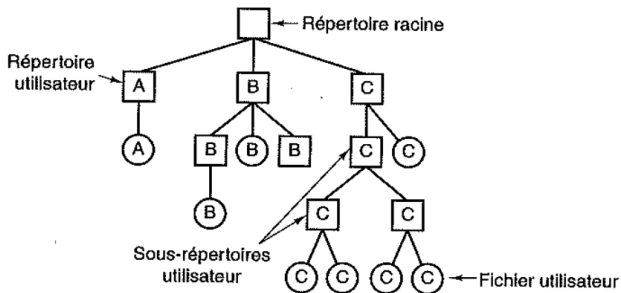 Répertoire racine
Répertoire
utilisateur
A
B
C
A
B
B
B
C
C
B
C
C
Sous-répertoires
utilisateur
C
C
C
C
Fichier utilisateur